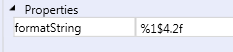 Properties
formatString %1$4.2f